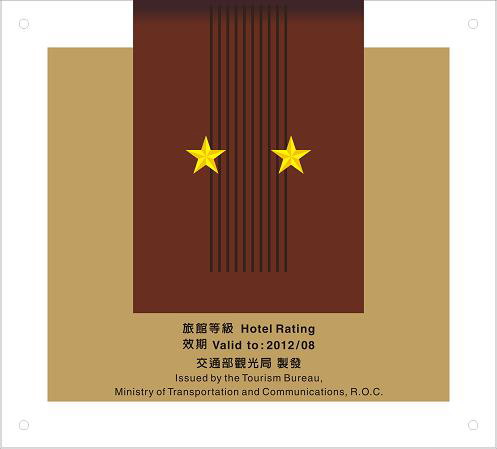 旅館等級 Hotel Rating
效期 Valid to: 2012/08
交通部觀光局 製發
Issued by the Tourism Bureau,
Ministry of Transportation and Communications, R.O.C.